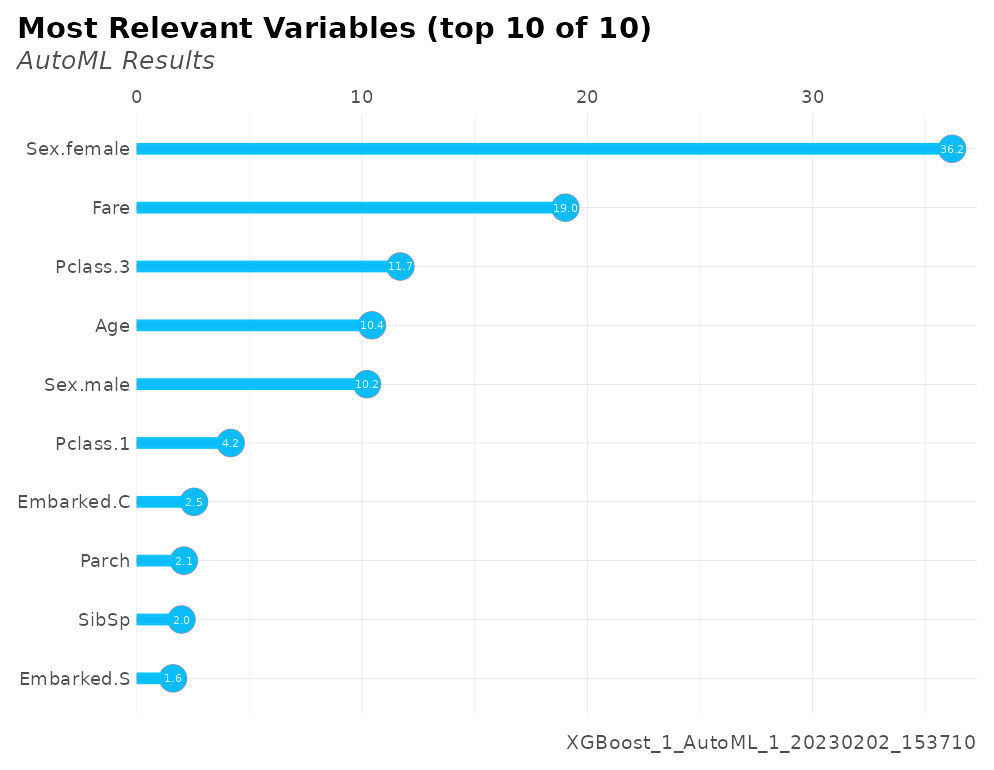 Most Relevant Variables (top 10 of 10)
AutoML Results
0 10 20 30
Sex.female 36.2
Fare 19.0
Pclass.3 11.7
Age 10.4
Sex.male 10.2
Pclass.1 4.2
Embarked.C 2.5
Parch 2.1
SibSp 2.0
Embarked.S 1.6
XGBoost_1_AutoML_1_20230202_153710